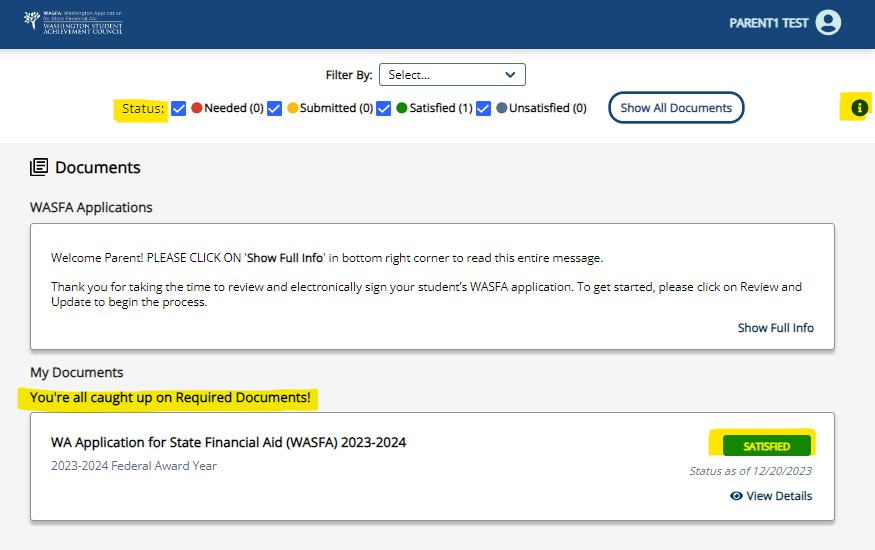 WASFA: Washington Application
for State Financial Aid
WASHINGTON STUDENT
ACHIEVEMENT COUNCIL
PARENT1 TEST
Filter By: Select...
Status: Needed (0) Submitted (0) Satisfied (1) Unsatisfied (0) Show All Documents
Documents
WASFA Applications
Welcome Parent! PLEASE CLICK ON 'Show Full Info' in bottom right corner to read this entire message.
Thank you for taking the time to review and electronically sign your student's WASFA application. To get started, please click on Review and
Update to begin the process.
Show Full Info
My Documents
You're all caught up on Required Documents!
WA Application for State Financial Aid (WASFA) 2023-2024
SATISFIED
2023-2024 Federal Award Year
Status as of 12/20/2023
View Details